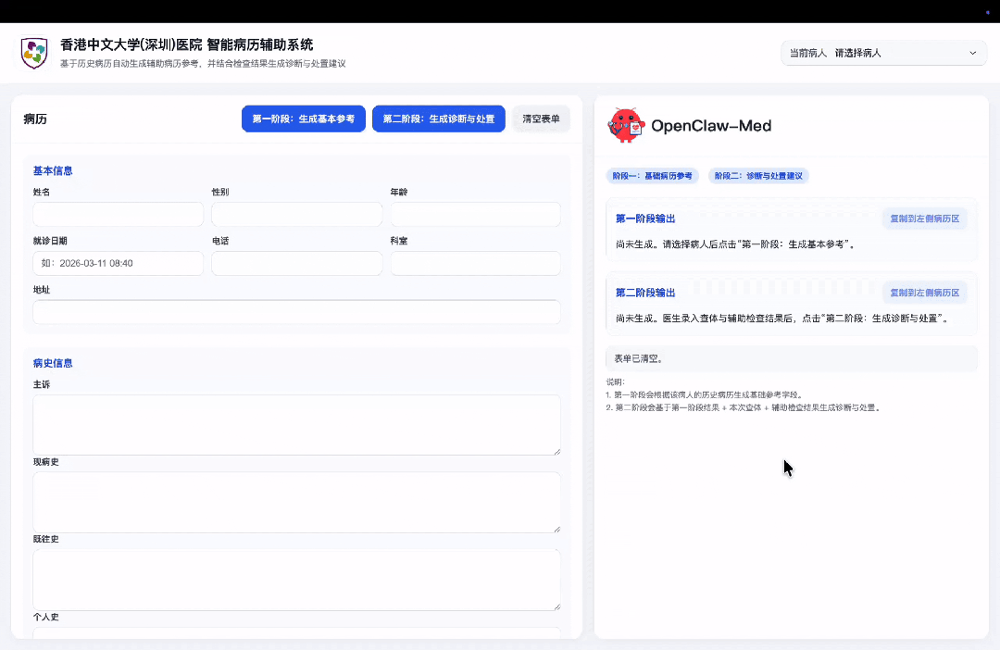 香港中文大学(深圳)医院 智能病历辅助系统
基于历史病历自动生成辅助病历参考，并结合检查结果生成诊断与处置建议
当前病人 请选择病人
病历
第一阶段：生成基本参考
第二阶段：生成诊断与处置
清空表单
基本信息
姓名 性别 年龄
就诊日期 电话 科室
如：2026-03-11 08:40
地址
病史信息
主诉
现病史
既往史
个人史
OpenClaw-Med
阶段一：基础病历参考 阶段二：诊断与处置建议
第一阶段输出 复制到左侧病历区
尚未生成。请选择病人后点击“第一阶段：生成基本参考”。
第二阶段输出 复制到左侧病历区
尚未生成。医生录入查体与辅助检查结果后，点击“第二阶段：生成诊断与处置”。
表单已清空。
说明：
1. 第一阶段会根据该病人的历史病历生成基础参考字段。
2. 第二阶段会基于第一阶段结果 + 本次查体 + 辅助检查结果生成诊断与处置。